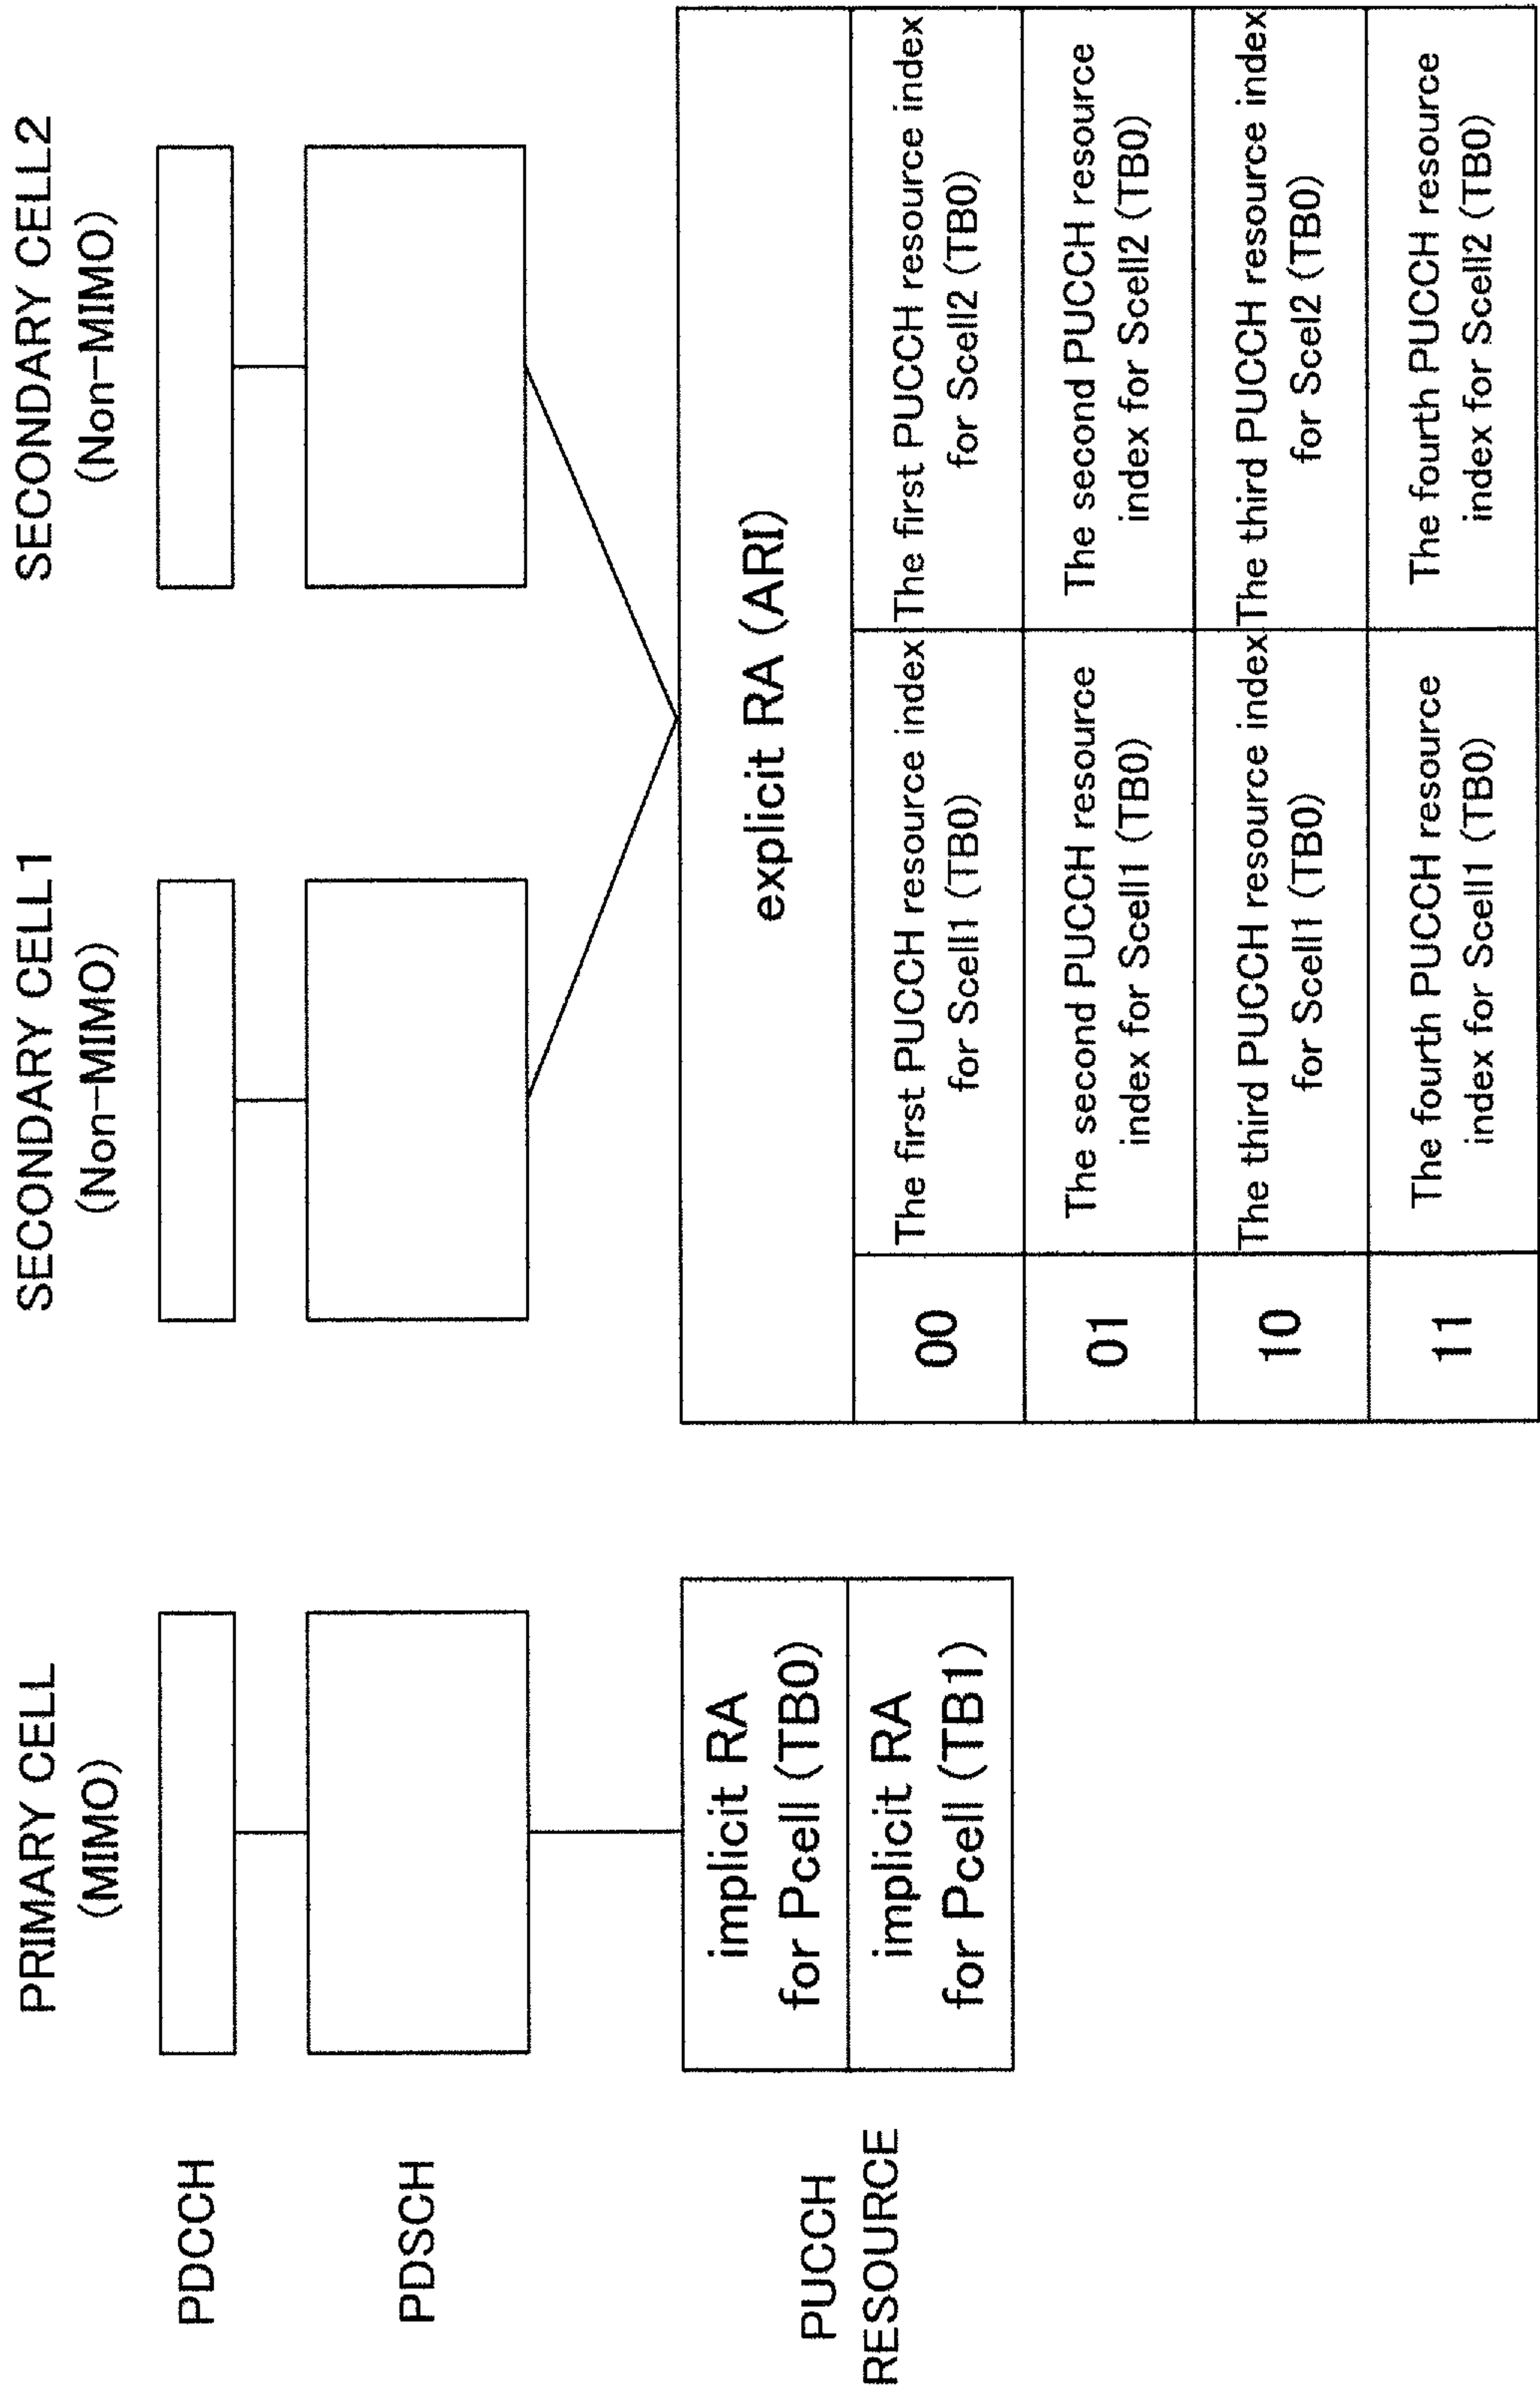 PRIMARY CELL
(MIMO)
SECONDARY CELL1
(Non-MIMO)
SECONDARY CELL2
(Non-MIMO)
PDCCH
PDSCH
PUCCH
RESOURCE
implicit RA
for Pcell (TB0)
implicit RA
for Pcell (TB1)
explicit RA (ARI)
00
The first PUCCH resource index
for Scell1 (TB0)
The first PUCCH resource index
for Scell2 (TB0)
01
The second PUCCH resource
index for Scell1 (TB0)
The second PUCCH resource
index for Scell2 (TB0)
10
The third PUCCH resource index
for Scell1 (TB0)
The third PUCCH resource index
for Scel2 (TB0)
11
The fourth PUCCH resource
index for Scell1 (TB0)
The fourth PUCCH resource
index for Scell2 (TB0)